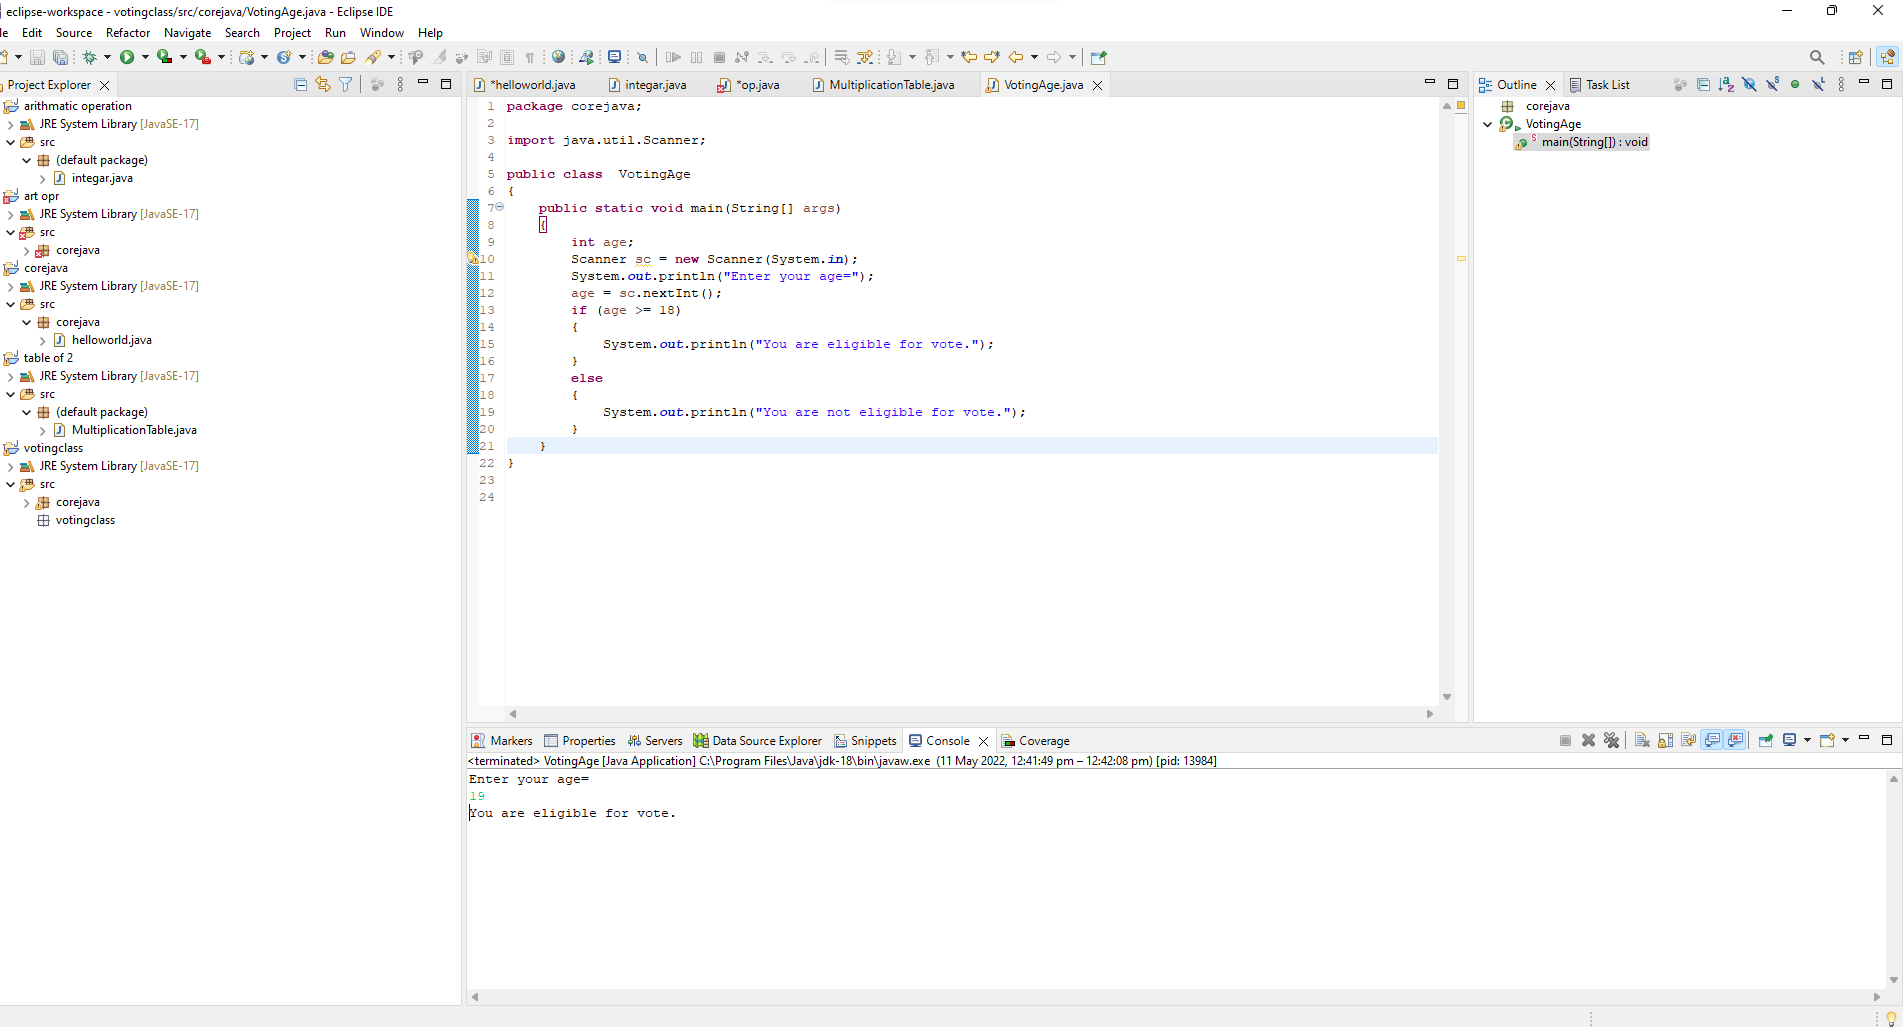 eclipse-workspace - votingclass/src/corejava/VotingAge.java - Eclipse IDE
le Edit Source Refactor Navigate Search Project Run Window Help
Project Explorer
arithmatic operation
JRE System Library [JavaSE-17]
src
(default package)
integar.java
art opr
JRE System Library [JavaSE-17]
src
corejava
corejava
JRE System Library [JavaSE-17]
src
corejava
helloworld.java
table of 2
JRE System Library [JavaSE-17]
src
(default package)
MultiplicationTable.java
votingclass
JRE System Library [JavaSE-17]
src
corejava
votingclass
*helloworld.java integar.java *op.java MultiplicationTable.java VotingAge.java
1 package corejava;
2
3 import java.util.Scanner;
4
5 public class  VotingAge
6 {
7     public static void main(String[] args)
8     {
9         int age;
10         Scanner sc = new Scanner(System.in);
11         System.out.println("Enter your age=");
12         age = sc.nextInt();
13         if (age >= 18)
14         {
15             System.out.println("You are eligible for vote.");
16         }
17         else
18         {
19             System.out.println("You are not eligible for vote.");
20         }
21     }
22 }
23
24
Outline Task List
corejava
VotingAge
main(String[]) : void
Markers Properties Servers Data Source Explorer Snippets Console Coverage
<terminated> VotingAge [Java Application] C:\Program Files\Java\jdk-18\bin\javaw.exe (11 May 2022, 12:41:49 pm – 12:42:08 pm) [pid: 13984]
Enter your age=
19
You are eligible for vote.